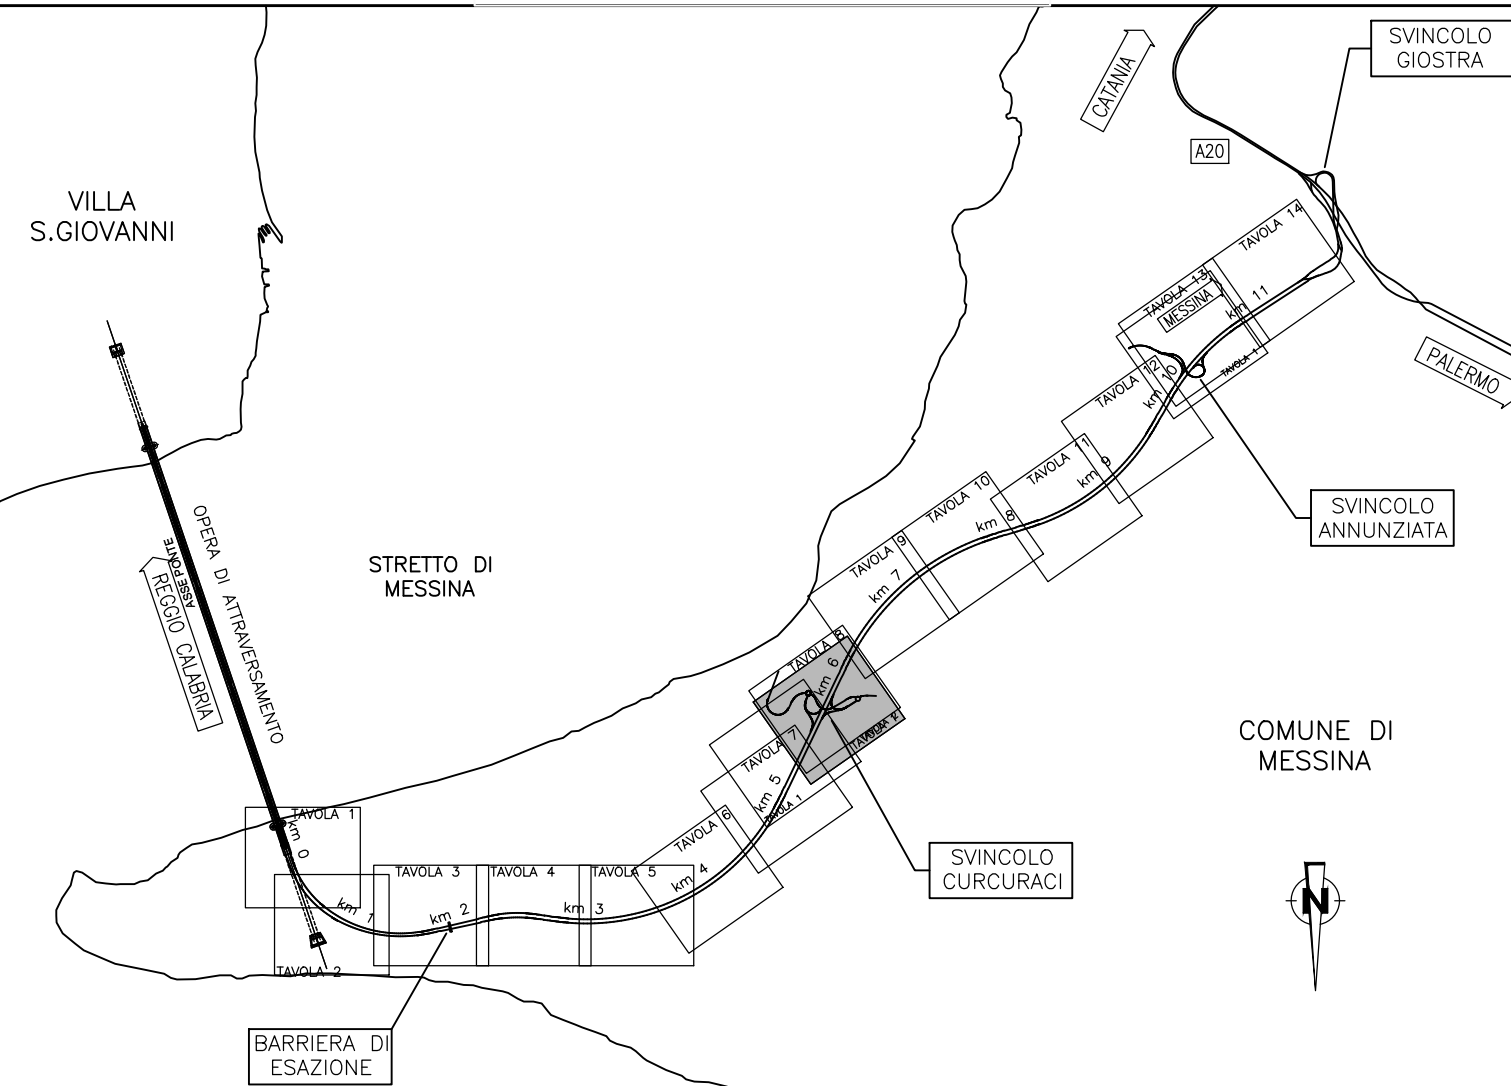 SVINCOLO
GIOSTRA
CATANIA
A20
VILLA
S.GIOVANNI
TAVOLA 14
TAVOLA 13
MESSINA
km 11
PALERMO
TAVOLA 12
km 10
TAVOLA 1
TAVOLA 11
km 9
SVINCOLO
ANNUNZIATA
TAVOLA 10
km 8
OPERA DI ATTRAVERSAMENTO
ASSE PONTE
REGGIO CALABRIA
STRETTO DI
MESSINA
TAVOLA 9
km 7
TAVOLA 8
km 6
TAVOLA 7
km 5
TAVOLA 1
COMUNE DI
MESSINA
TAVOLA 6
km 4
TAVOLA 1
km 0
SVINCOLO
CURCURACI
TAVOLA 3
TAVOLA 4
TAVOLA 5
km 1
km 2
km 3
N
TAVOLA 2
BARRIERA DI
ESAZIONE